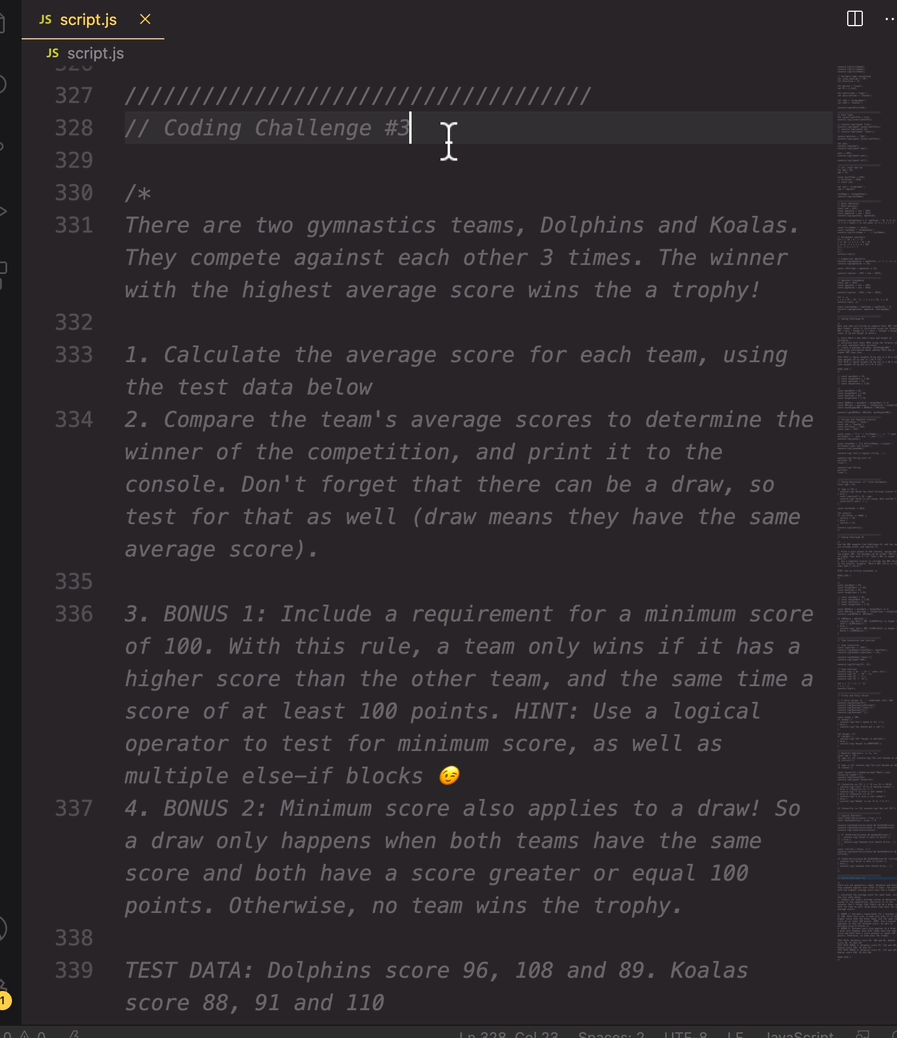 JS script.js ×
JS script.js
326
327 ////////////////////////////////////
328 // Coding Challenge #3
329
330 /*
331 There are two gymnastics teams, Dolphins and Koalas.
They compete against each other 3 times. The winner
with the highest average score wins the a trophy!
332
333 1. Calculate the average score for each team, using
the test data below
334 2. Compare the team's average scores to determine the
winner of the competition, and print it to the
console. Don't forget that there can be a draw, so
test for that as well (draw means they have the same
average score).
335
336 3. BONUS 1: Include a requirement for a minimum score
of 100. With this rule, a team only wins if it has a
higher score than the other team, and the same time a
score of at least 100 points. HINT: Use a logical
operator to test for minimum score, as well as
multiple else-if blocks 😉
337 4. BONUS 2: Minimum score also applies to a draw! So
a draw only happens when both teams have the same
score and both have a score greater or equal 100
points. Otherwise, no team wins the trophy.
338
339 TEST DATA: Dolphins score 96, 108 and 89. Koalas
score 88, 91 and 110
1
Ln 328, Col 23 Spaces: 2 UTF-8 LF JavaScript